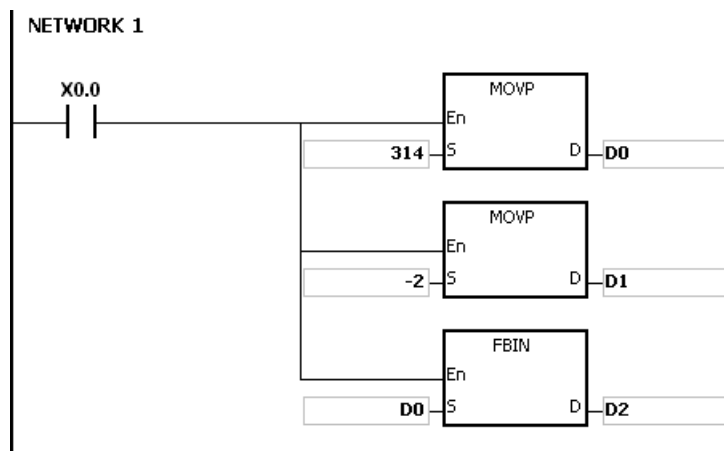 NETWORK 1
X0.0
MOVP
En
314 S D D0
MOVP
En
-2 S D D1
FBIN
En
D0 S D D2